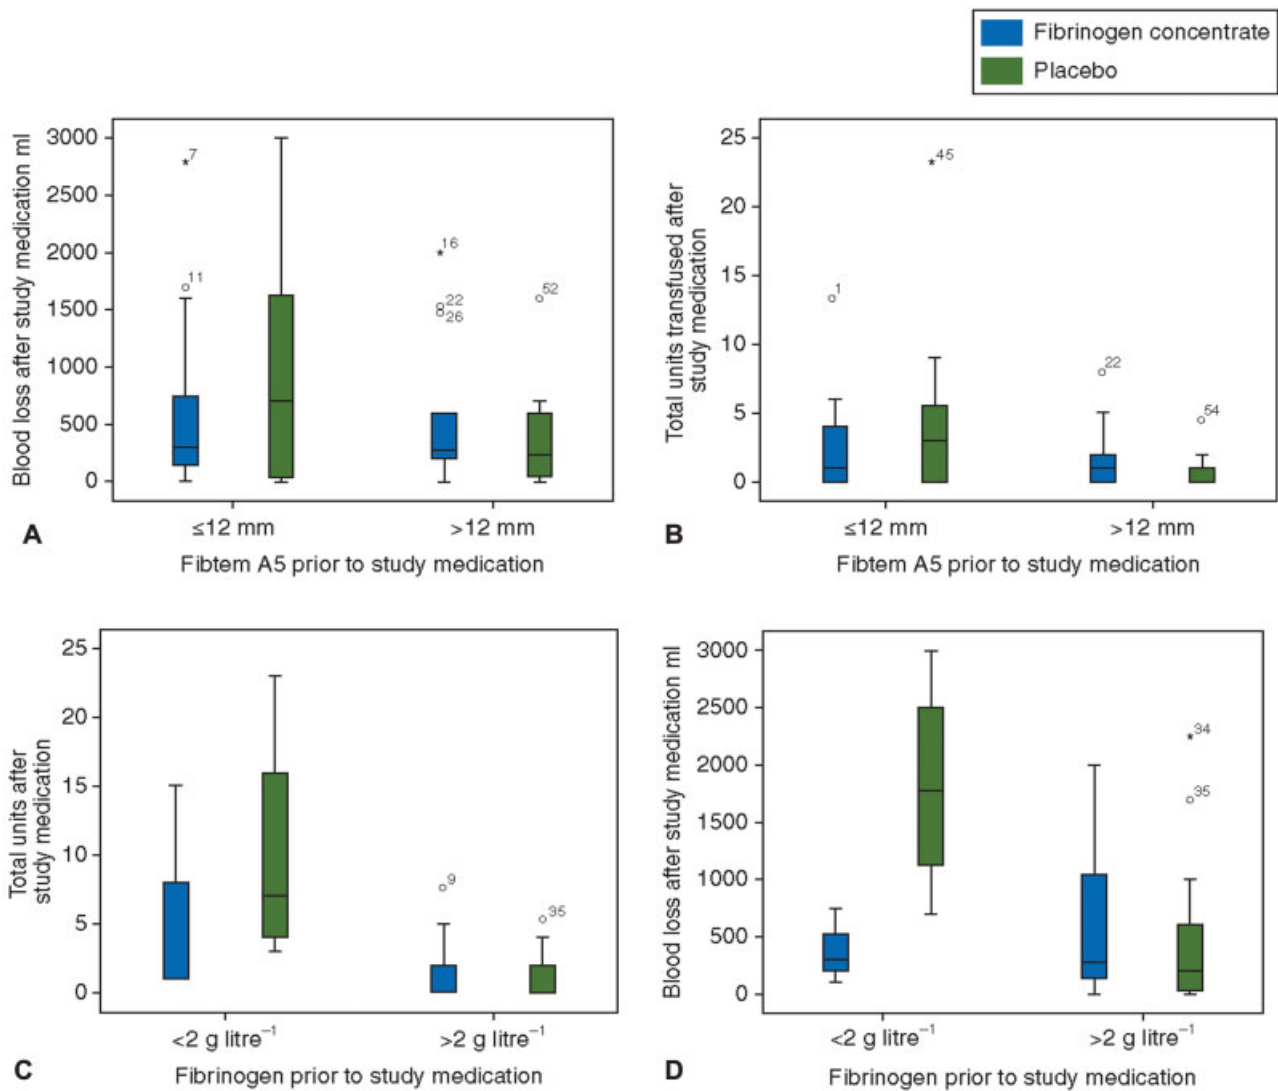 Fibrinogen concentrate
Placebo
Blood loss after study medication ml
3000
2500
2000
1500
1000
500
0
*7
11
*16
22
26
52
≤12 mm
>12 mm
A
Fibtem A5 prior to study medication
Total units transfused after
study medication
25
20
15
10
5
0
1
*45
22
54
≤12 mm
>12 mm
B
Fibtem A5 prior to study medication
Total units after
study medication
25
20
15
10
5
0
9
35
<2 g litre⁻¹
>2 g litre⁻¹
C
Fibrinogen prior to study medication
Blood loss after study medication ml
3000
2500
2000
1500
1000
500
0
*34
35
<2 g litre⁻¹
>2 g litre⁻¹
D
Fibrinogen prior to study medication